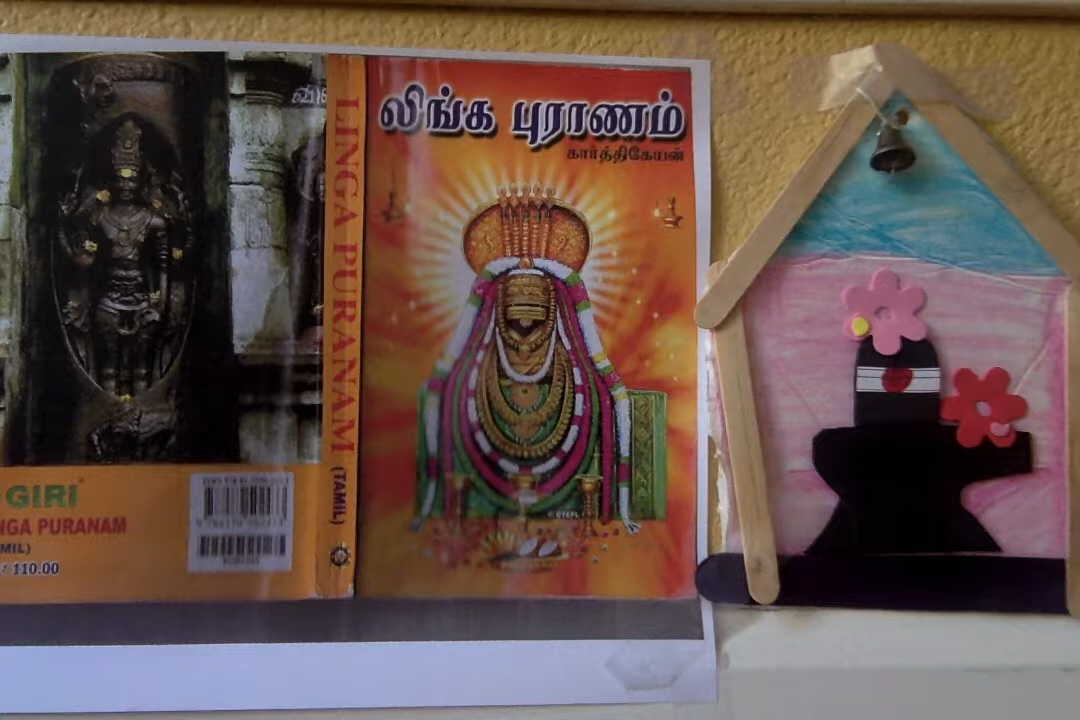 லிங்க புராணம்
கார்த்திகேயன்
LINGA PURANAM (TAMIL)
GIRI
NGA PURANAM
MIL)
₹ 110.00